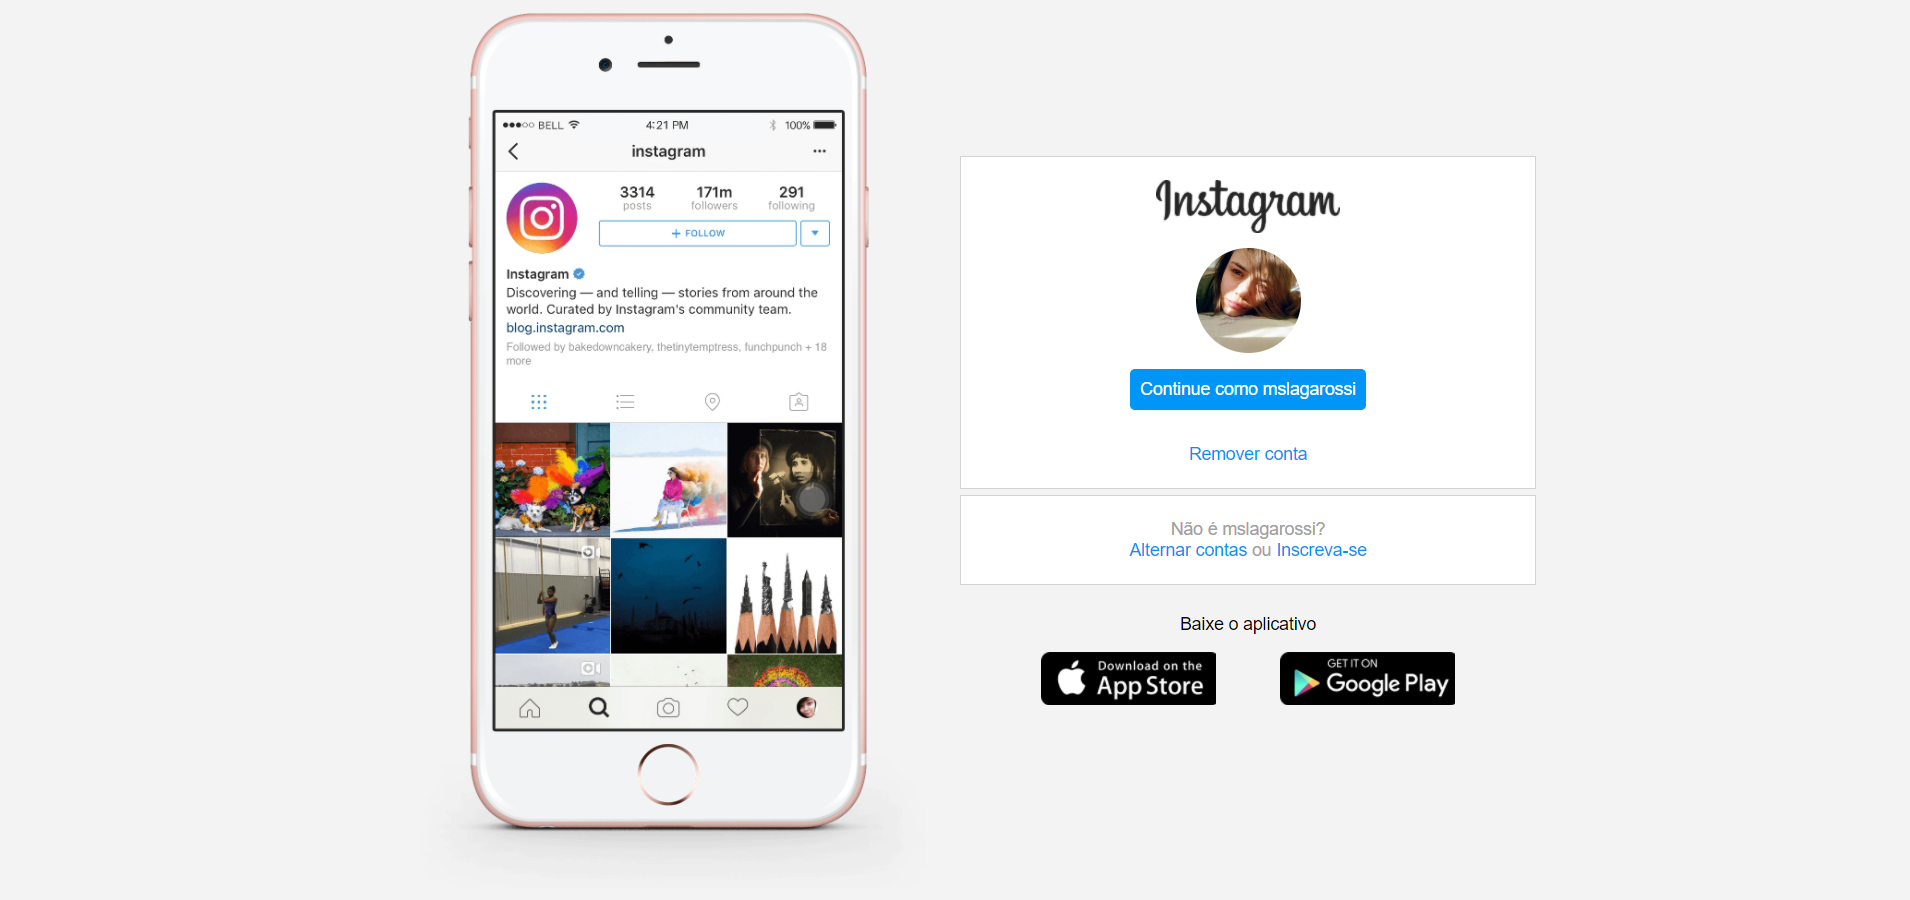 BELL
4:21 PM
100%
instagram
3314
171m
291
posts
followers
following
+ FOLLOW
Instagram
Discovering — and telling — stories from around the
world. Curated by Instagram's community team.
blog.instagram.com
Followed by bakedowncakery, thetinytemptress, funchpunch + 18
more
Instagram
Continue como mslagarossi
Remover conta
Não é mslagarossi?
Alternar contas ou Inscreva-se
Baixe o aplicativo
Download on the
App Store
GET IT ON
Google Play